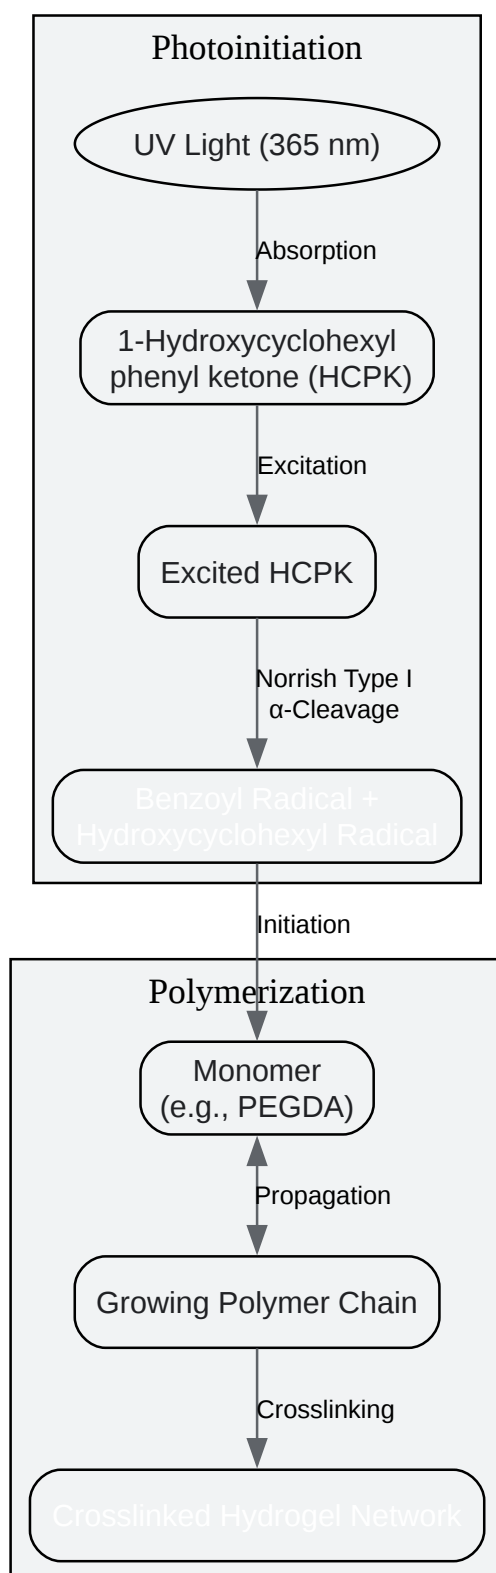 Photoinitiation
UV Light (365 nm)
Absorption
1-Hydroxycyclohexyl
phenyl ketone (HCPK)
Excitation
Excited HCPK
Norrish Type I
α-Cleavage
Benzoyl Radical +
Hydroxycyclohexyl Radical
Initiation
Polymerization
Monomer
(e.g., PEGDA)
Propagation
Growing Polymer Chain
Crosslinking
Crosslinked Hydrogel Network